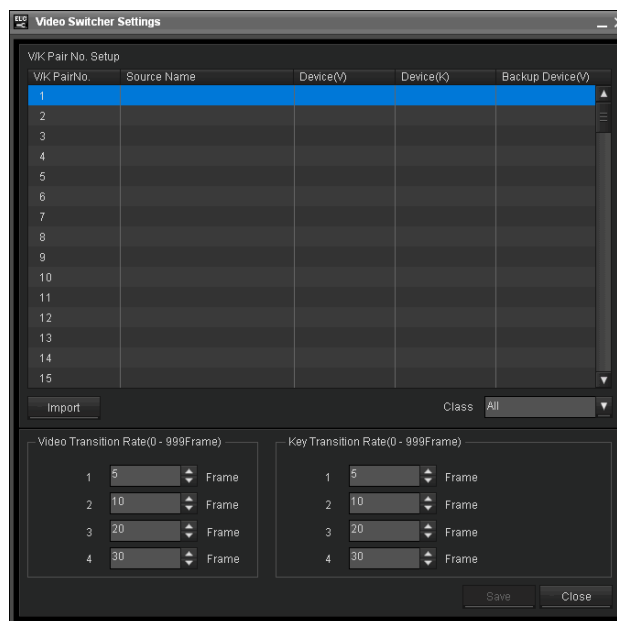 ELIO Video Switcher Settings
V/K Pair No. Setup
V/K PairNo. Source Name Device(V) Device(K) Backup Device(V)
1
2
3
4
5
6
7
8
9
10
11
12
13
14
15
Import Class All
Video Transition Rate(0 - 999Frame) Key Transition Rate(0 - 999Frame)
1 5 Frame 1 5 Frame
2 10 Frame 2 10 Frame
3 20 Frame 3 20 Frame
4 30 Frame 4 30 Frame
Save Close